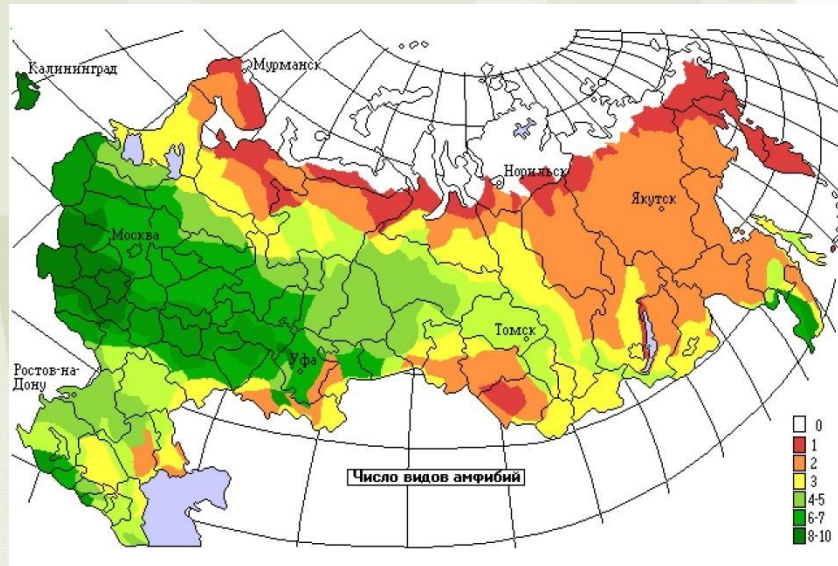 Калининград
Мурманск
Норильск
Якутск
Москва
Томск
Уфа
Ростов-на-
Дону
Число видов амфибий
0
1
2
3
4-5
6-7
8-10